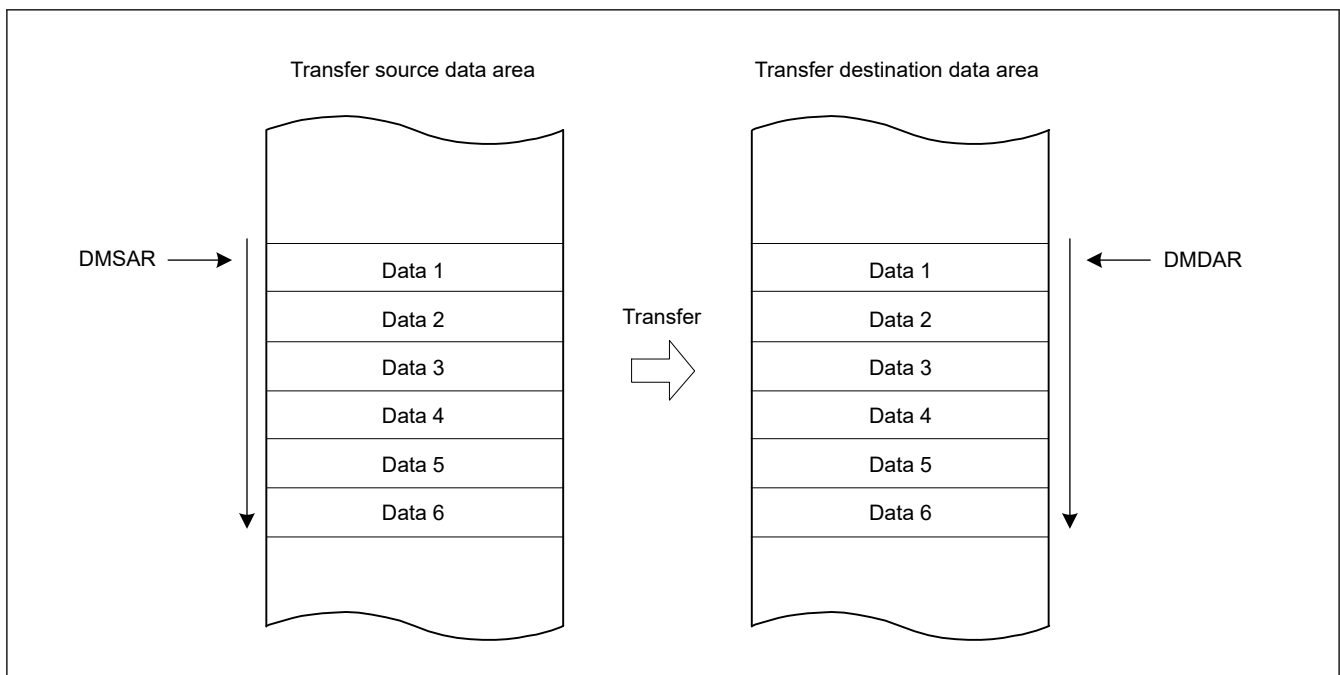 Transfer source data area
Transfer destination data area
DMSAR
DMDAR
Data 1
Data 2
Data 3
Data 4
Data 5
Data 6
Transfer
Data 1
Data 2
Data 3
Data 4
Data 5
Data 6